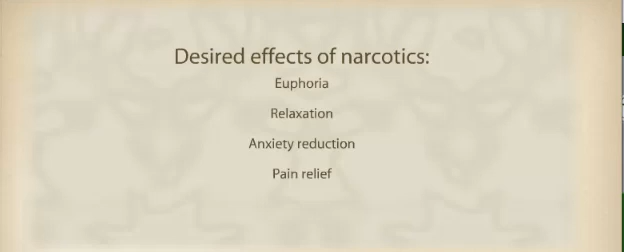 Desired effects of narcotics:
Euphoria
Relaxation
Anxiety reduction
Pain relief